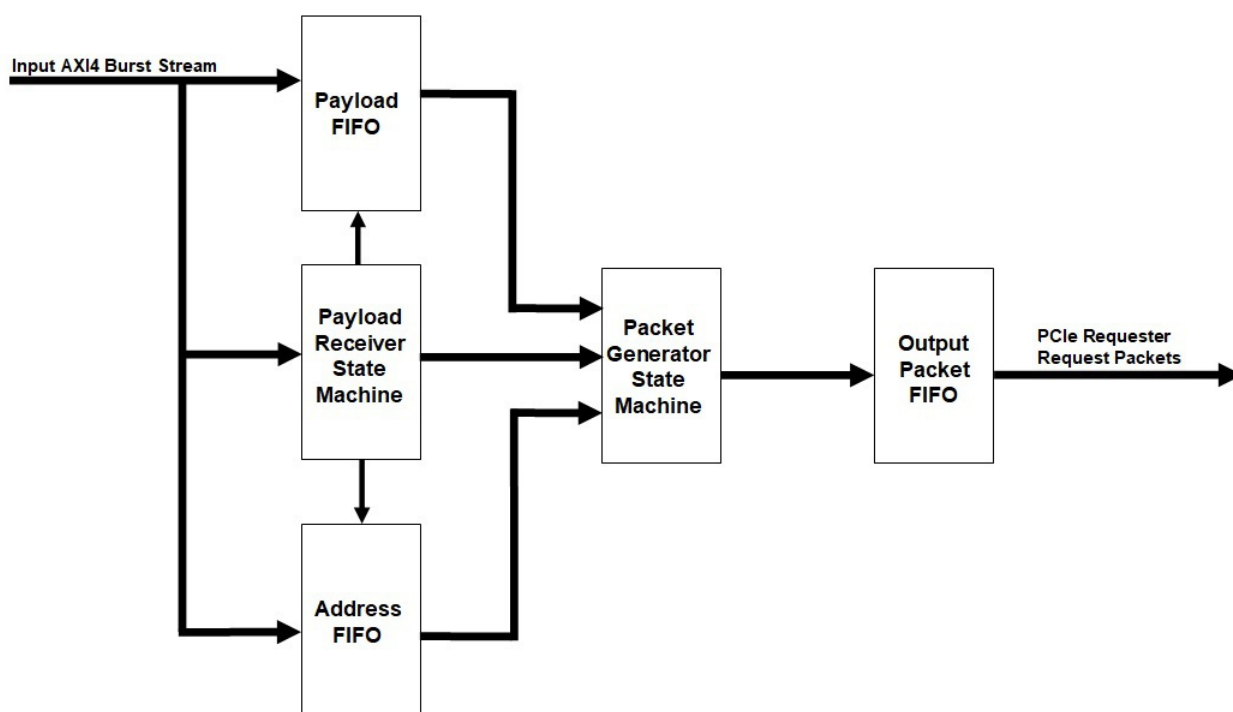 Input AXI4 Burst Stream
Payload
FIFO
Payload
Receiver
State
Machine
Address
FIFO
Packet
Generator
State
Machine
Output
Packet
FIFO
PCIe Requester
Request Packets